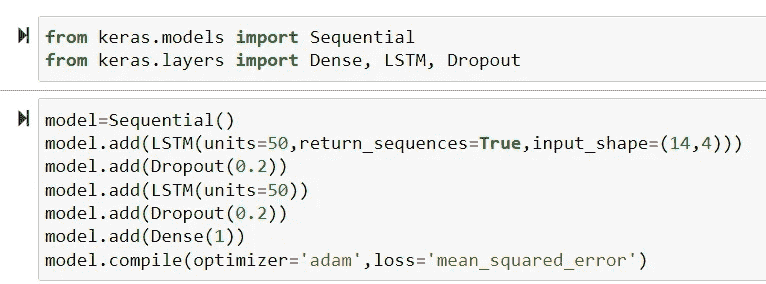 from keras.models import Sequential
from keras.layers import Dense, LSTM, Dropout
model=Sequential()
model.add(LSTM(units=50,return_sequences=True,input_shape=(14,4)))
model.add(Dropout(0.2))
model.add(LSTM(units=50))
model.add(Dropout(0.2))
model.add(Dense(1))
model.compile(optimizer='adam',loss='mean_squared_error')